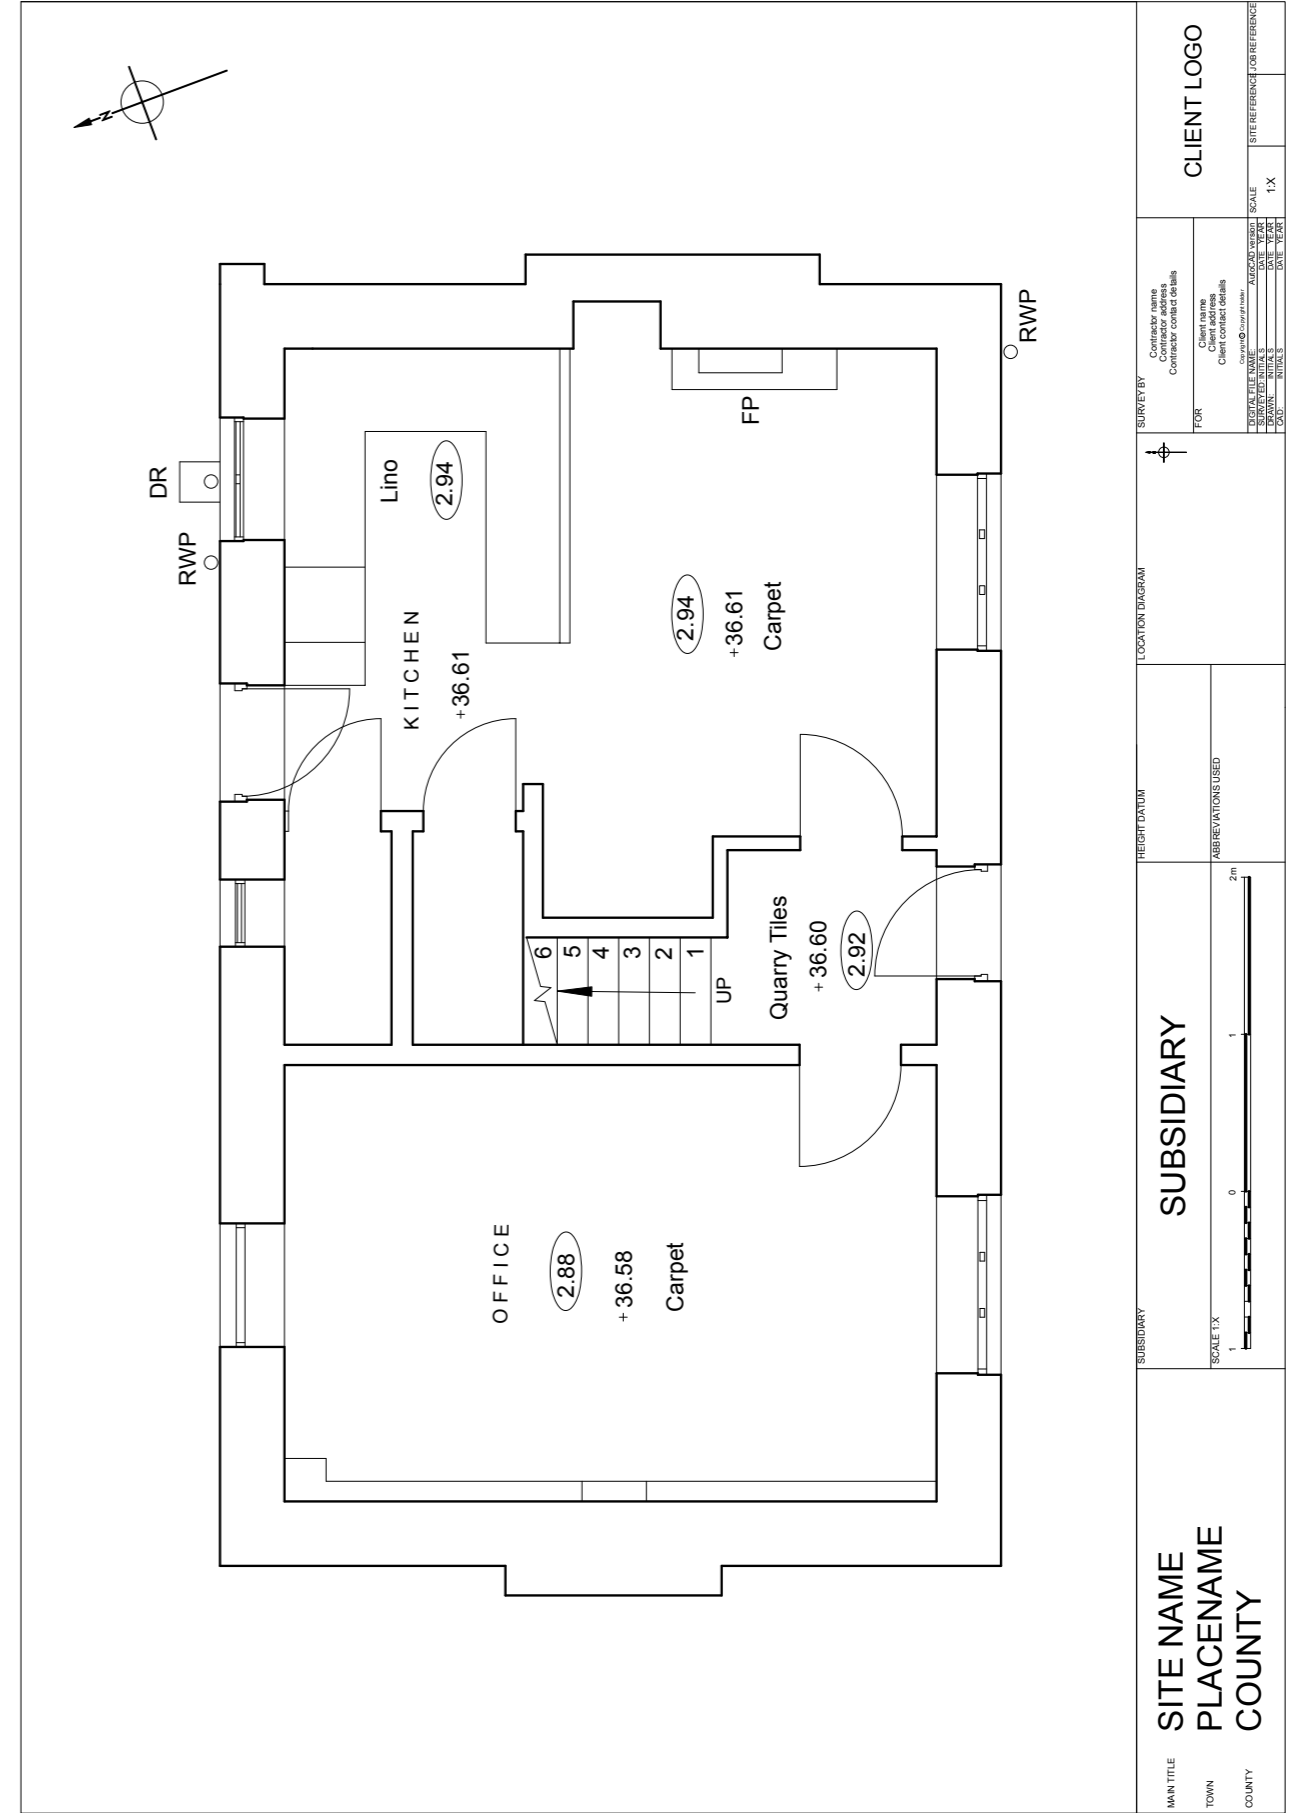 N
DR
RWP
Lino
2.94
KITCHEN
+36.61
2.94
+36.61
Carpet
FP
RWP
6
5
4
3
2
1
UP
Quarry Tiles
+36.60
2.92
OFFICE
2.88
+36.58
Carpet
MAIN TITLE
SITE NAME
TOWN
PLACENAME
COUNTY
COUNTY
SUBSIDIARY
SUBSIDIARY
SCALE 1:X
1
0
1
2m
HEIGHT DATUM
ABBREVIATIONS USED
LOCATION DIAGRAM
SURVEY BY
Contractor name
Contractor address
Contractor contact details
FOR
Client name
Client address
Client contact details
Copyright © Copyright holder
DIGITAL FILE NAME: AutoCAD version
SURVEYED: INITIALS DATE YEAR
DRAWN: INITIALS DATE YEAR
CAD: INITIALS DATE YEAR
CLIENT LOGO
SCALE
1:X
SITE REFERENCE
JOB REFERENCE